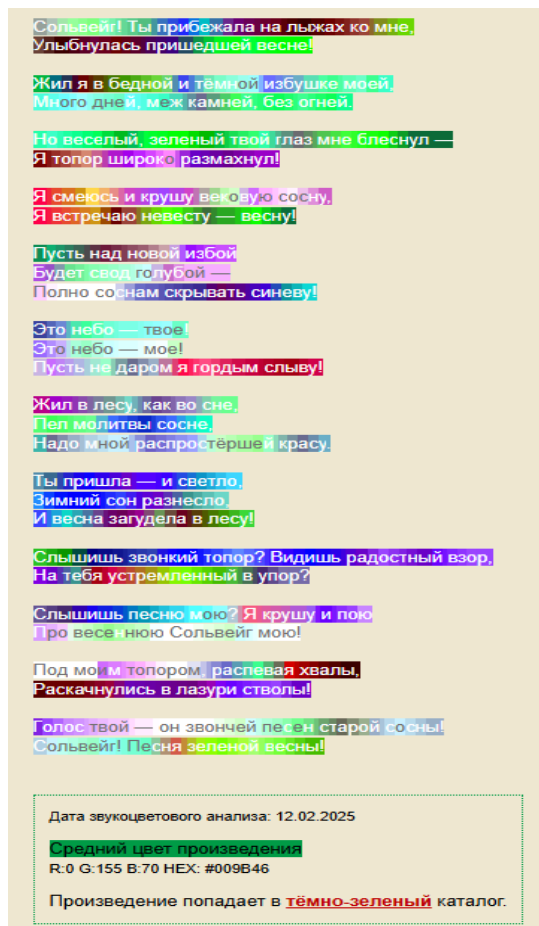 Сольвейг! Ты прибежала на лыжах ко мне,
Улыбнулась пришедшей весне!
Жил я в бедной и тёмной избушке моей,
Много дней, меж камней, без огней.
Но веселый, зеленый твой глаз мне блеснул —
Я топор широко размахнул!
Я смеюсь и крушу вековую сосну,
Я встречаю невесту — весну!
Пусть над новой избой
Будет свод голубой —
Полно соснам скрывать синеву!
Это небо — твое!
Это небо — мое!
Пусть не даром я гордым слыву!
Жил в лесу, как во сне,
Пел молитвы сосне,
Надо мной распростёршей красу.
Ты пришла — и светло,
Зимний сон разнесло,
И весна загудела в лесу!
Слышишь звонкий топор? Видишь радостный взор,
На тебя устремленный в упор?
Слышишь песню мою? Я крушу и пою
Про весеннюю Сольвейг мою!
Под моим топором, распевая хвалы,
Раскачнулись в лазури стволы!
Голос твой — он звончей песен старой сосны!
Сольвейг! Песня зеленой весны!
Дата звукоцветового анализа: 12.02.2025
Средний цвет произведения
R:0 G:155 B:70 HEX: #009B46
Произведение попадает в тёмно-зеленый каталог.